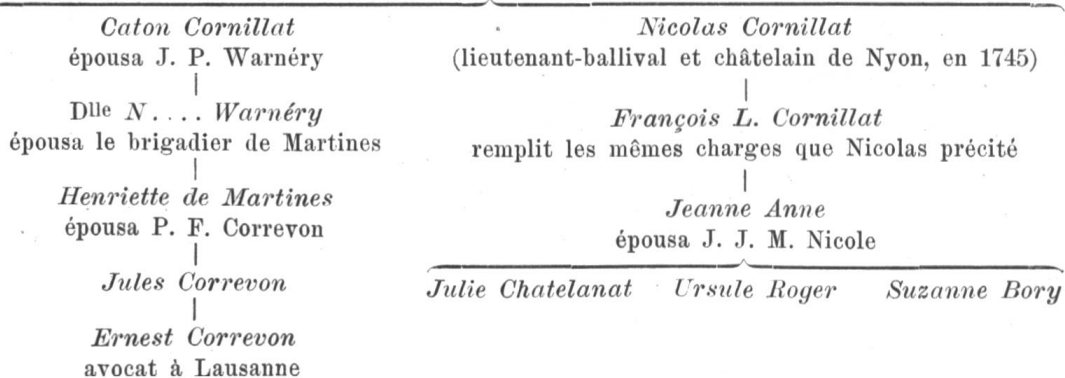 Caton Cornillat
épousa J. P. Warnéry
Dlle N.... Warnéry
épousa le brigadier de Martines
Henriette de Martines
épousa P. F. Correvon
Jules Correvon
Ernest Correvon
avocat à Lausanne
Nicolas Cornillat
(lieutenant-ballival et châtelain de Nyon, en 1745)
François L. Cornillat
remplit les mêmes charges que Nicolas précité
Jeanne Anne
épousa J. J. M. Nicole
Julie Chatelanat Ursule Roger Suzanne Bory